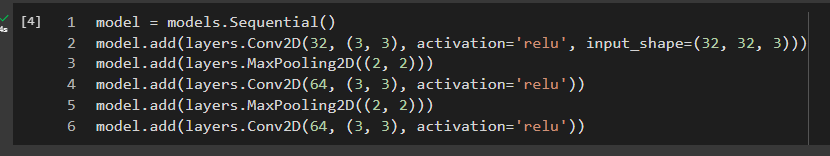 [4] 1 model = models.Sequential()
4s 2 model.add(layers.Conv2D(32, (3, 3), activation='relu', input_shape=(32, 32, 3)))
3 model.add(layers.MaxPooling2D((2, 2)))
4 model.add(layers.Conv2D(64, (3, 3), activation='relu'))
5 model.add(layers.MaxPooling2D((2, 2)))
6 model.add(layers.Conv2D(64, (3, 3), activation='relu'))